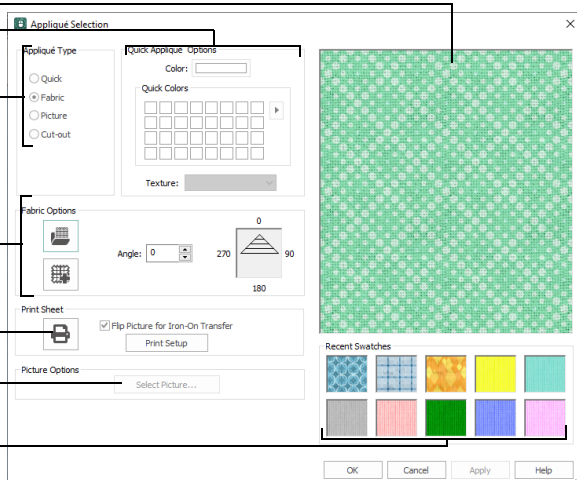 Appliqué Selection
Appliqué Type
Quick
Fabric
Picture
Cut-out
Quick Appliqué Options
Color:
Quick Colors
Texture:
Fabric Options
Angle: 0
0
270
90
180
Print Sheet
Flip Picture for Iron-On Transfer
Print Setup
Picture Options
Select Picture...
Recent Swatches
OK
Cancel
Apply
Help